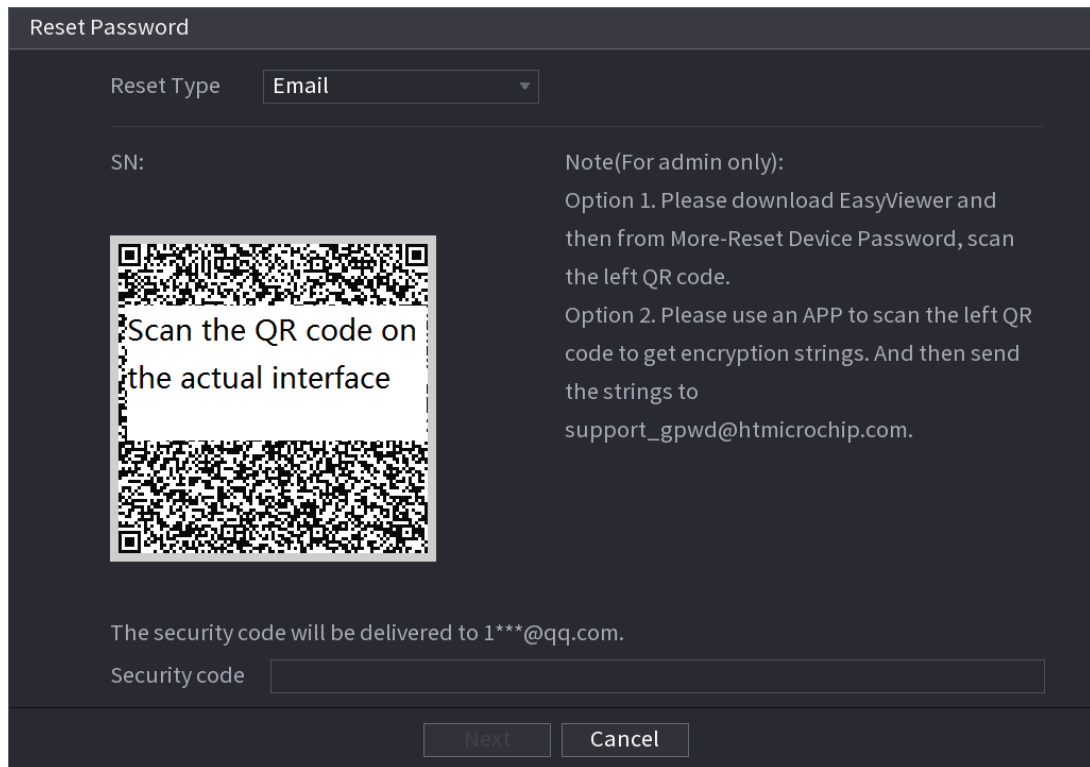 Reset Password
Reset Type Email
SN:
Note(For admin only):
Option 1. Please download EasyViewer and
then from More-Reset Device Password, scan
the left QR code.
Option 2. Please use an APP to scan the left QR
code to get encryption strings. And then send
the strings to
support_gpwd@htmicrochip.com.
Scan the QR code on
the actual interface
The security code will be delivered to 1***@qq.com.
Security code
Next Cancel